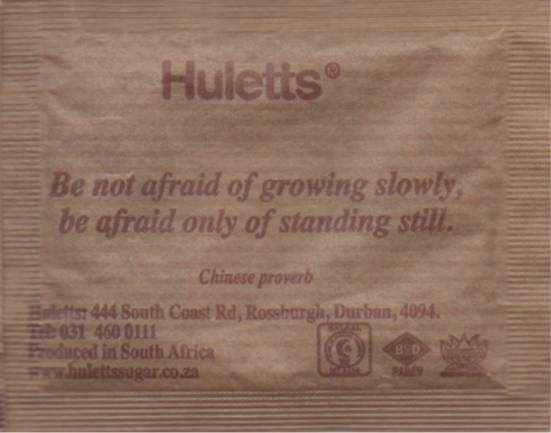 Huletts®
Be not afraid of growing slowly,
be afraid only of standing still.
Chinese proverb
Huletts: 444 South Coast Rd, Rossburgh, Durban, 4094.
Tel: 031 460 0111
Produced in South Africa
www.hulettssugar.co.za
PAREV